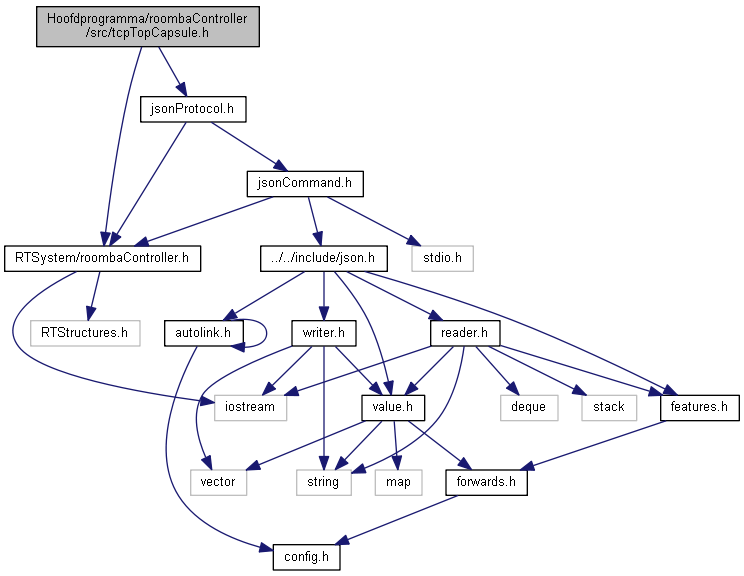 Hoofdprogramma/roombaController
/src/tcpTopCapsule.h
jsonProtocol.h
jsonCommand.h
RTSystem/roombaController.h
../../include/json.h
stdio.h
RTStructures.h
autolink.h
writer.h
reader.h
iostream
value.h
deque
stack
features.h
vector
string
map
forwards.h
config.h